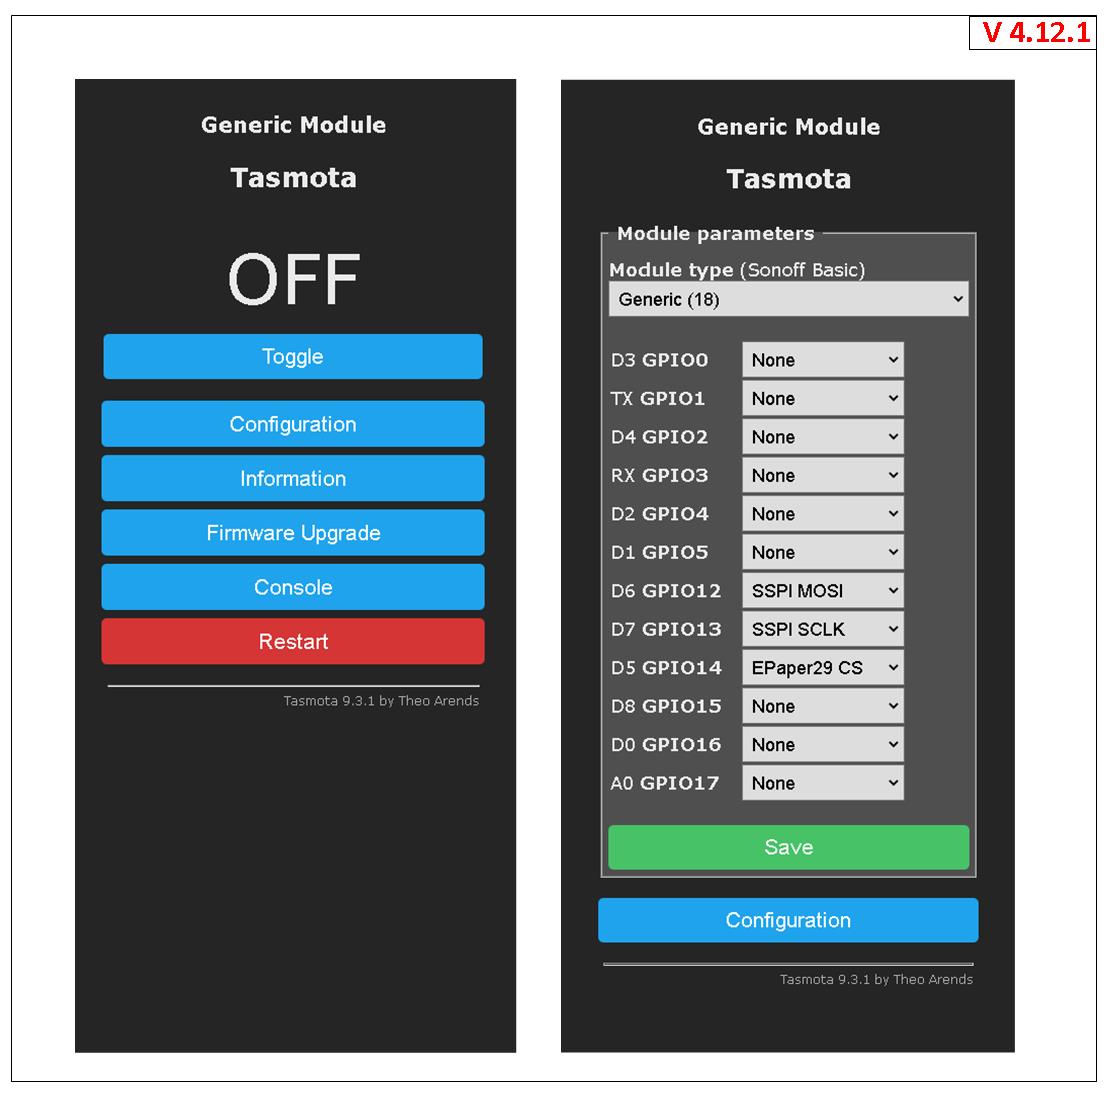 V 4.12.1
Generic Module
Tasmota
OFF
Toggle
Configuration
Information
Firmware Upgrade
Console
Restart
Tasmota 9.3.1 by Theo Arends
Generic Module
Tasmota
Module parameters
Module type (Sonoff Basic)
Generic (18)
D3 GPIO0 None
TX GPIO1 None
D4 GPIO2 None
RX GPIO3 None
D2 GPIO4 None
D1 GPIO5 None
D6 GPIO12 SSPI MOSI
D7 GPIO13 SSPI SCLK
D5 GPIO14 EPaper29 CS
D8 GPIO15 None
D0 GPIO16 None
A0 GPIO17 None
Save
Configuration
Tasmota 9.3.1 by Theo Arends